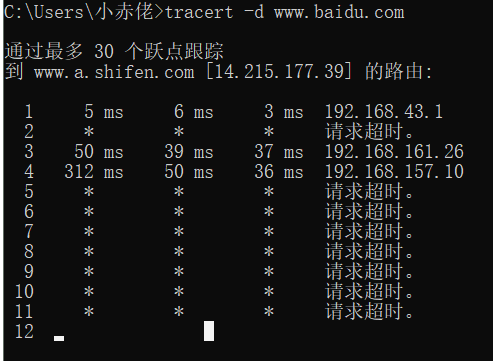 C:\Users\小赤佬>tracert -d www.baidu.com
通过最多 30 个跃点跟踪
到 www.a.shifen.com [14.215.177.39] 的路由:
1 5 ms 6 ms 3 ms 192.168.43.1
2 * * * 请求超时。
3 50 ms 39 ms 37 ms 192.168.161.26
4 312 ms 50 ms 36 ms 192.168.157.10
5 * * * 请求超时。
6 * * * 请求超时。
7 * * * 请求超时。
8 * * * 请求超时。
9 * * * 请求超时。
10 * * * 请求超时。
11 * * * 请求超时。
12